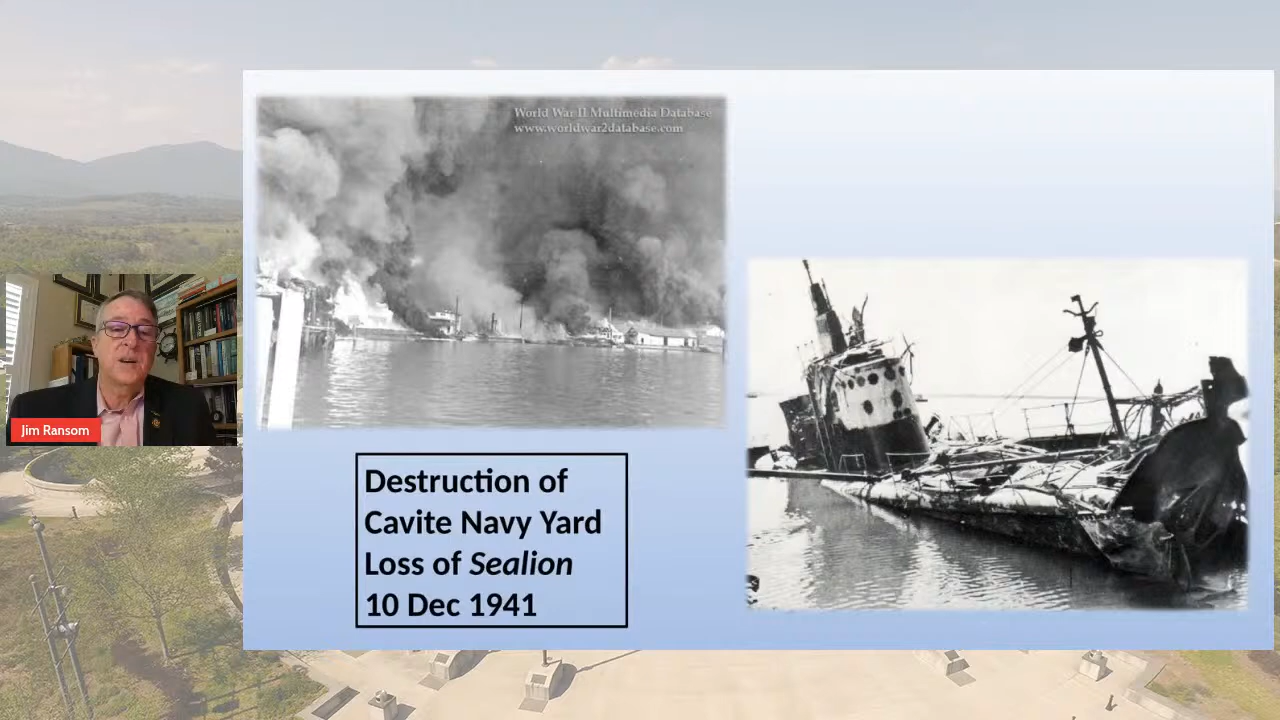 World War II Multimedia Database
www.worldwar2database.com
Jim Ransom
Destruction of
Cavite Navy Yard
Loss of Sealion
10 Dec 1941